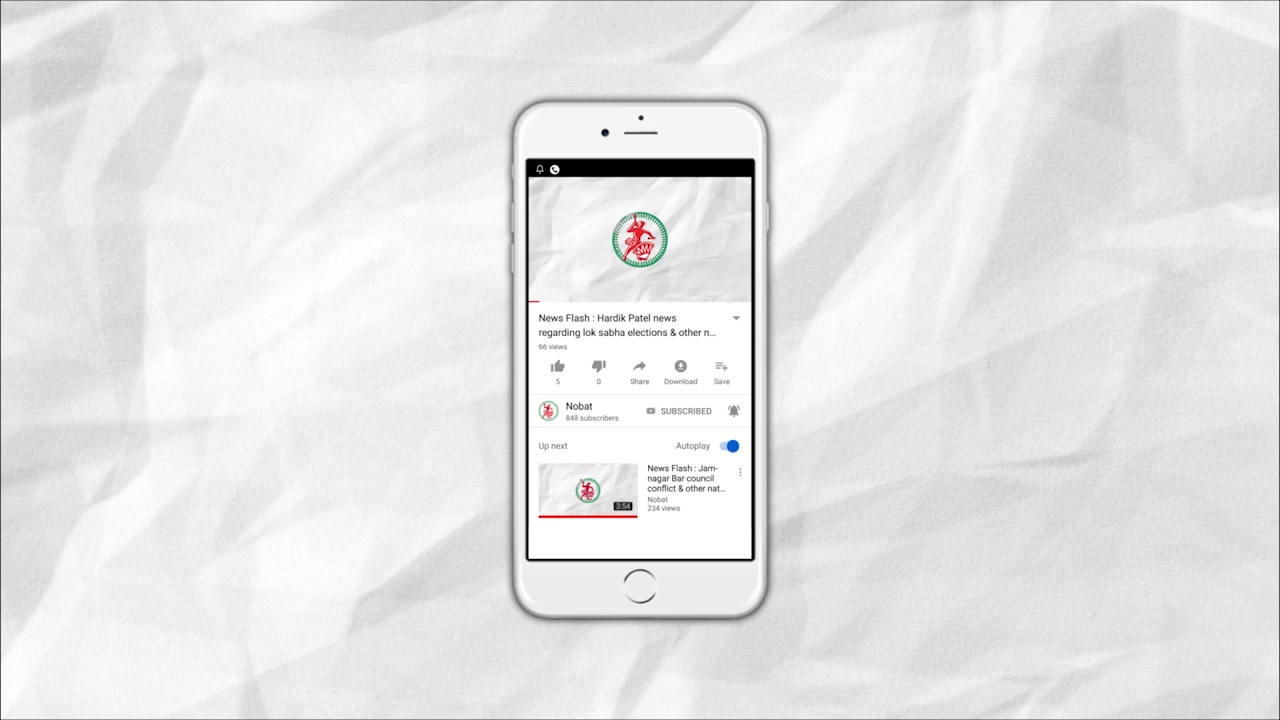 News Flash : Hardik Patel news
regarding lok sabha elections & other n...
66 views
5
0
Share
Download
Save
Nobat
848 subscribers
SUBSCRIBED
Up next
Autoplay
3:54
News Flash : Jam-
nagar Bar council
conflict & other nat...
Nobat
234 views